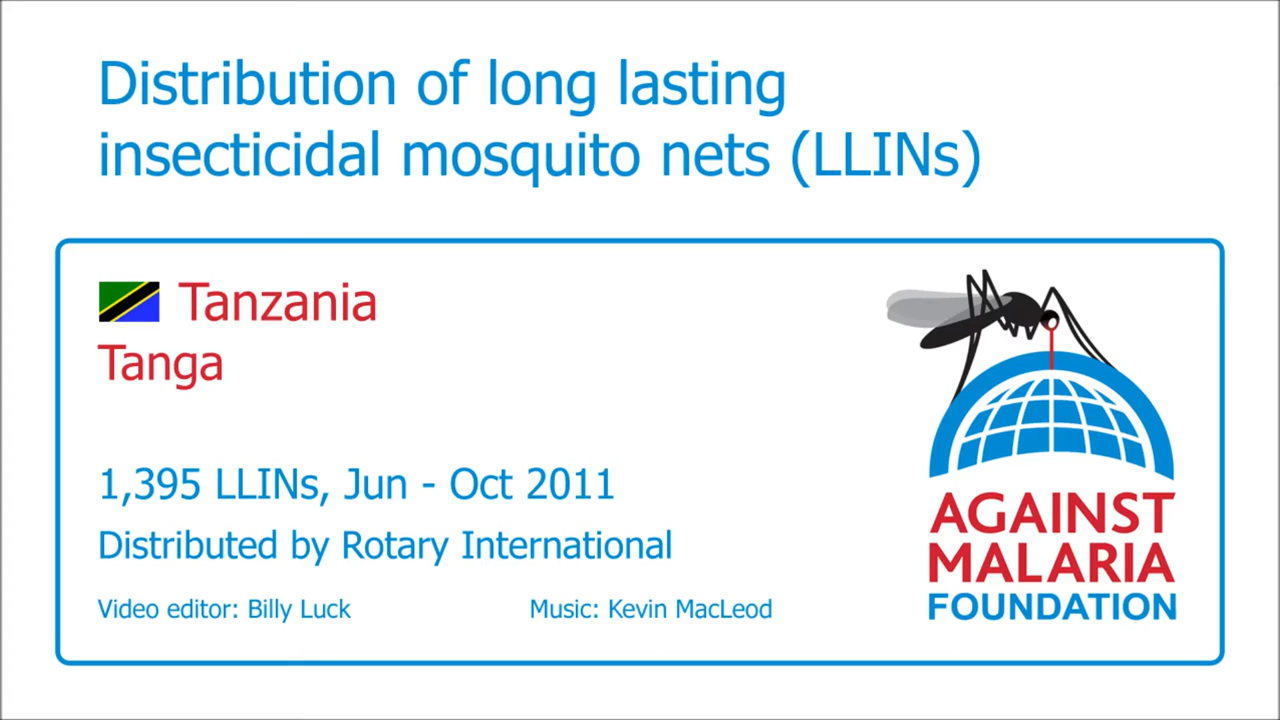 Distribution of long lasting
insecticidal mosquito nets (LLINs)
Tanzania
Tanga
1,395 LLINs, Jun - Oct 2011
Distributed by Rotary International
Video editor: Billy Luck
Music: Kevin MacLeod
AGAINST
MALARIA
FOUNDATION